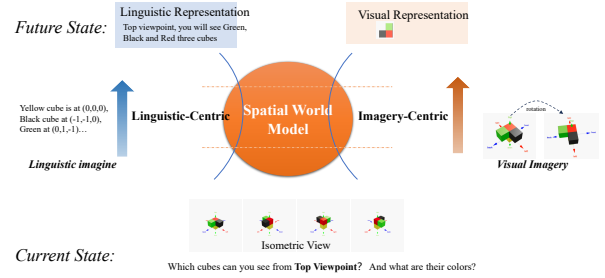 Future State:
Linguistic Representation
Top viewpoint, you will see Green,
Black and Red three cubes
Visual Representation
Yellow cube is at (0,0,0),
Black cube at (-1,-1,0),
Green at (0,1,-1)…
Linguistic imagine
Linguistic-Centric
Spatial World
Model
Imagery-Centric
rotation
Visual Imagery
Isometric View
Current State:
Which cubes can you see from Top Viewpoint? And what are their colors?